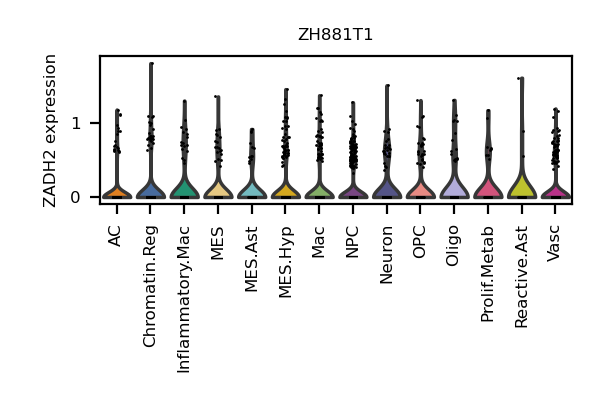 ZH881T1
ZADH2 expression
1
0
AC
Chromatin.Reg
Inflammatory.Mac
MES
MES.Ast
MES.Hyp
Mac
NPC
Neuron
OPC
Oligo
Prolif.Metab
Reactive.Ast
Vasc